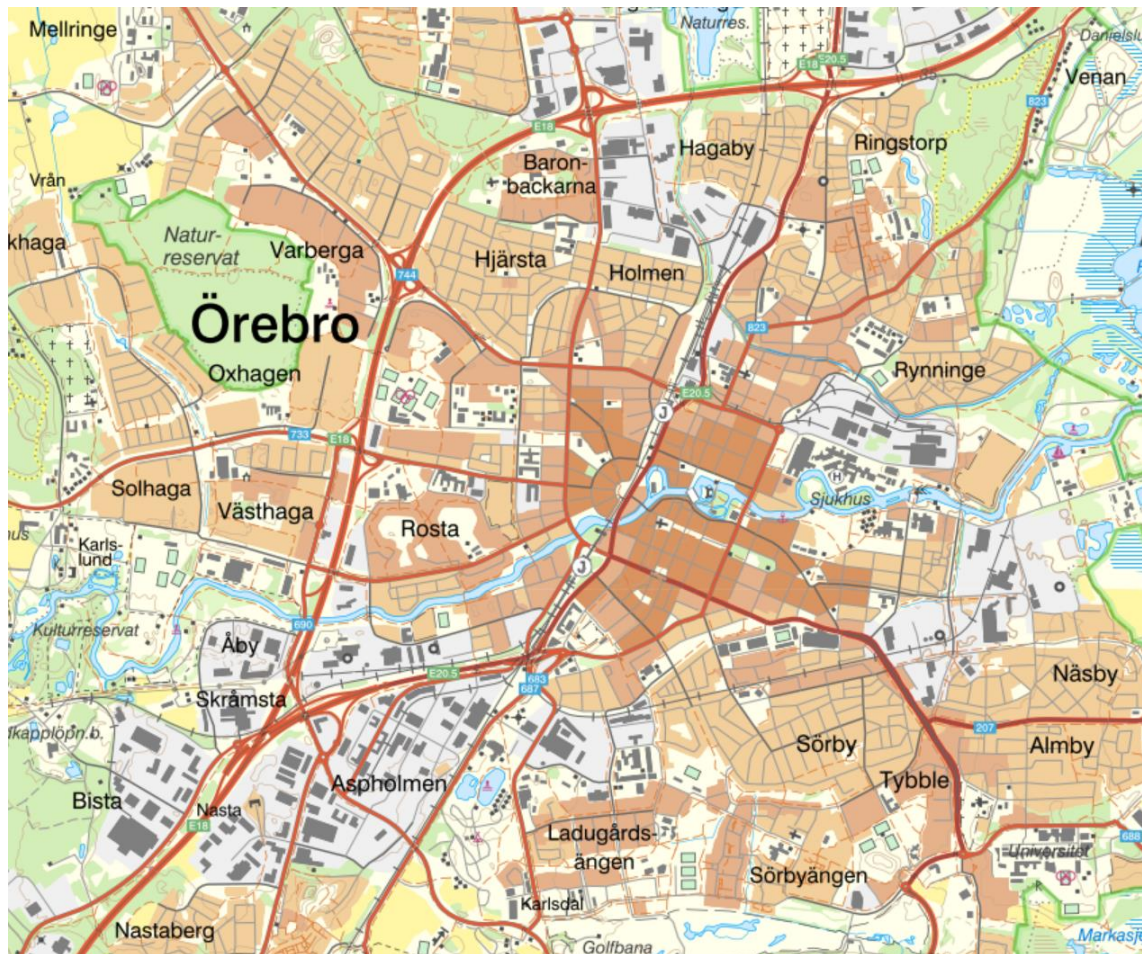 Mellringe
Naturres.
E20.5
E18
Danielslu
Venan
823
E18
Hagaby
Ringstorp
Baron-
backarna
Vrån
Natur-
reservat
khaga
Varberga
Hjärsta
744
Holmen
Örebro
823
Oxhagen
Rynninge
E20.5
J
733
E18
Solhaga
Västhaga
Rosta
H
Sjukhus
hus
Karls-
lund
J
Kulturreservat
690
Åby
E20.5
683
687
Näsby
Skråmsta
207
Sörby
Almby
Tybble
Aspholmen
Bista
Nasta
E18
Ladugårds-
ängen
688
Universitet
Sörbyängen
Karlsdal
Nastaberg
Golfbana
Markasje